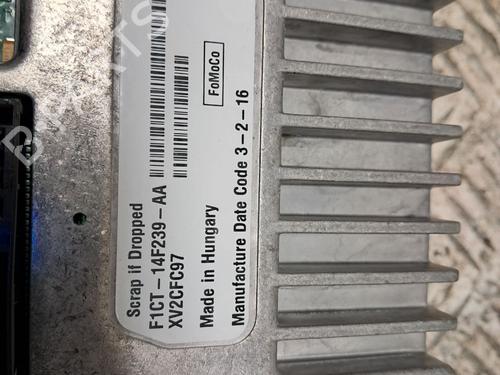 Scrap if Dropped
F1CT-14F239-AA
XV2CFC97
FoMoCo
Made in Hungary
Manufacture Date Code 3-2-16